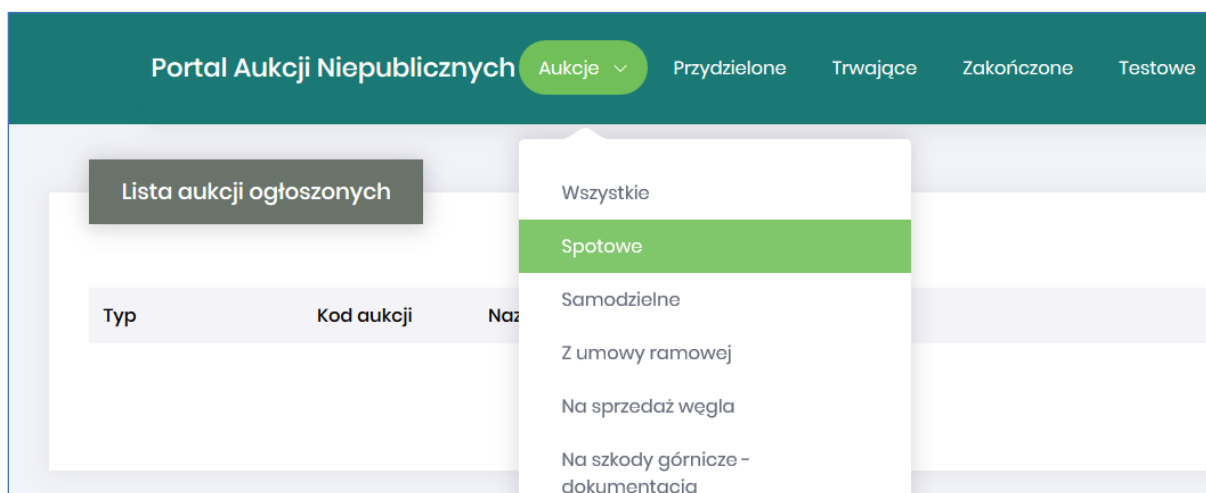 Portal Aukcji Niepublicznych Aukcje Przydzielone Trwające Zakończone Testowe
Lista aukcji ogłoszonych
Wszystkie
Spotowe
Samodzielne
Typ Kod aukcji Naz
Z umowy ramowej
Na sprzedaż węgla
Na szkody górnicze -
dokumentacja